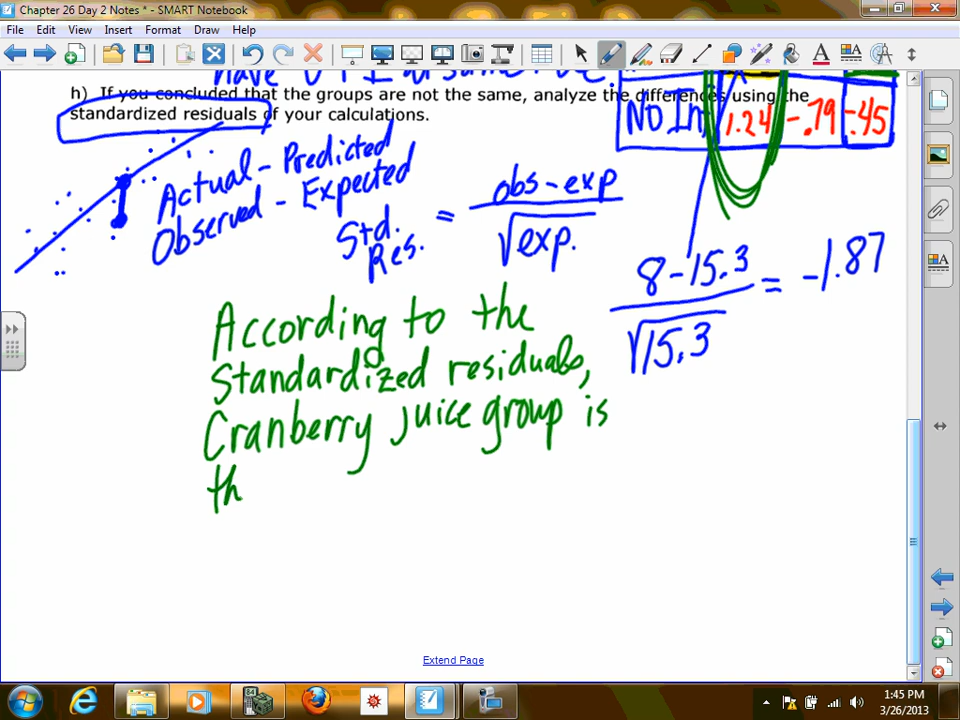 Chapter 26 Day 2 Notes * - SMART Notebook
File Edit View Insert Format Draw Help
h) If you concluded that the groups are not the same, analyze the differences using the
standardized residuals of your calculations.
NO In 1.24 -.79 -.45
Actual - Predicted
Observed - Expected
Std. Res. = obs - exp
√exp.
8 - 15.3 = -1.87
√15.3
According to the
Standardized residuals,
Cranberry juice group is
th
Extend Page
1:45 PM
3/26/2013